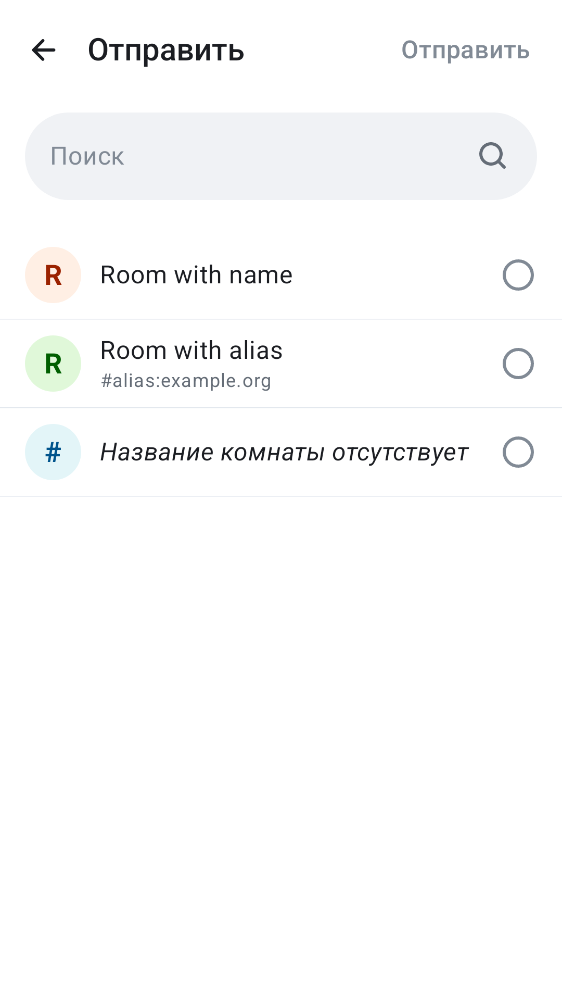 Отправить
Отправить
Поиск
R
Room with name
R
Room with alias
#alias:example.org
#
Название комнаты отсутствует